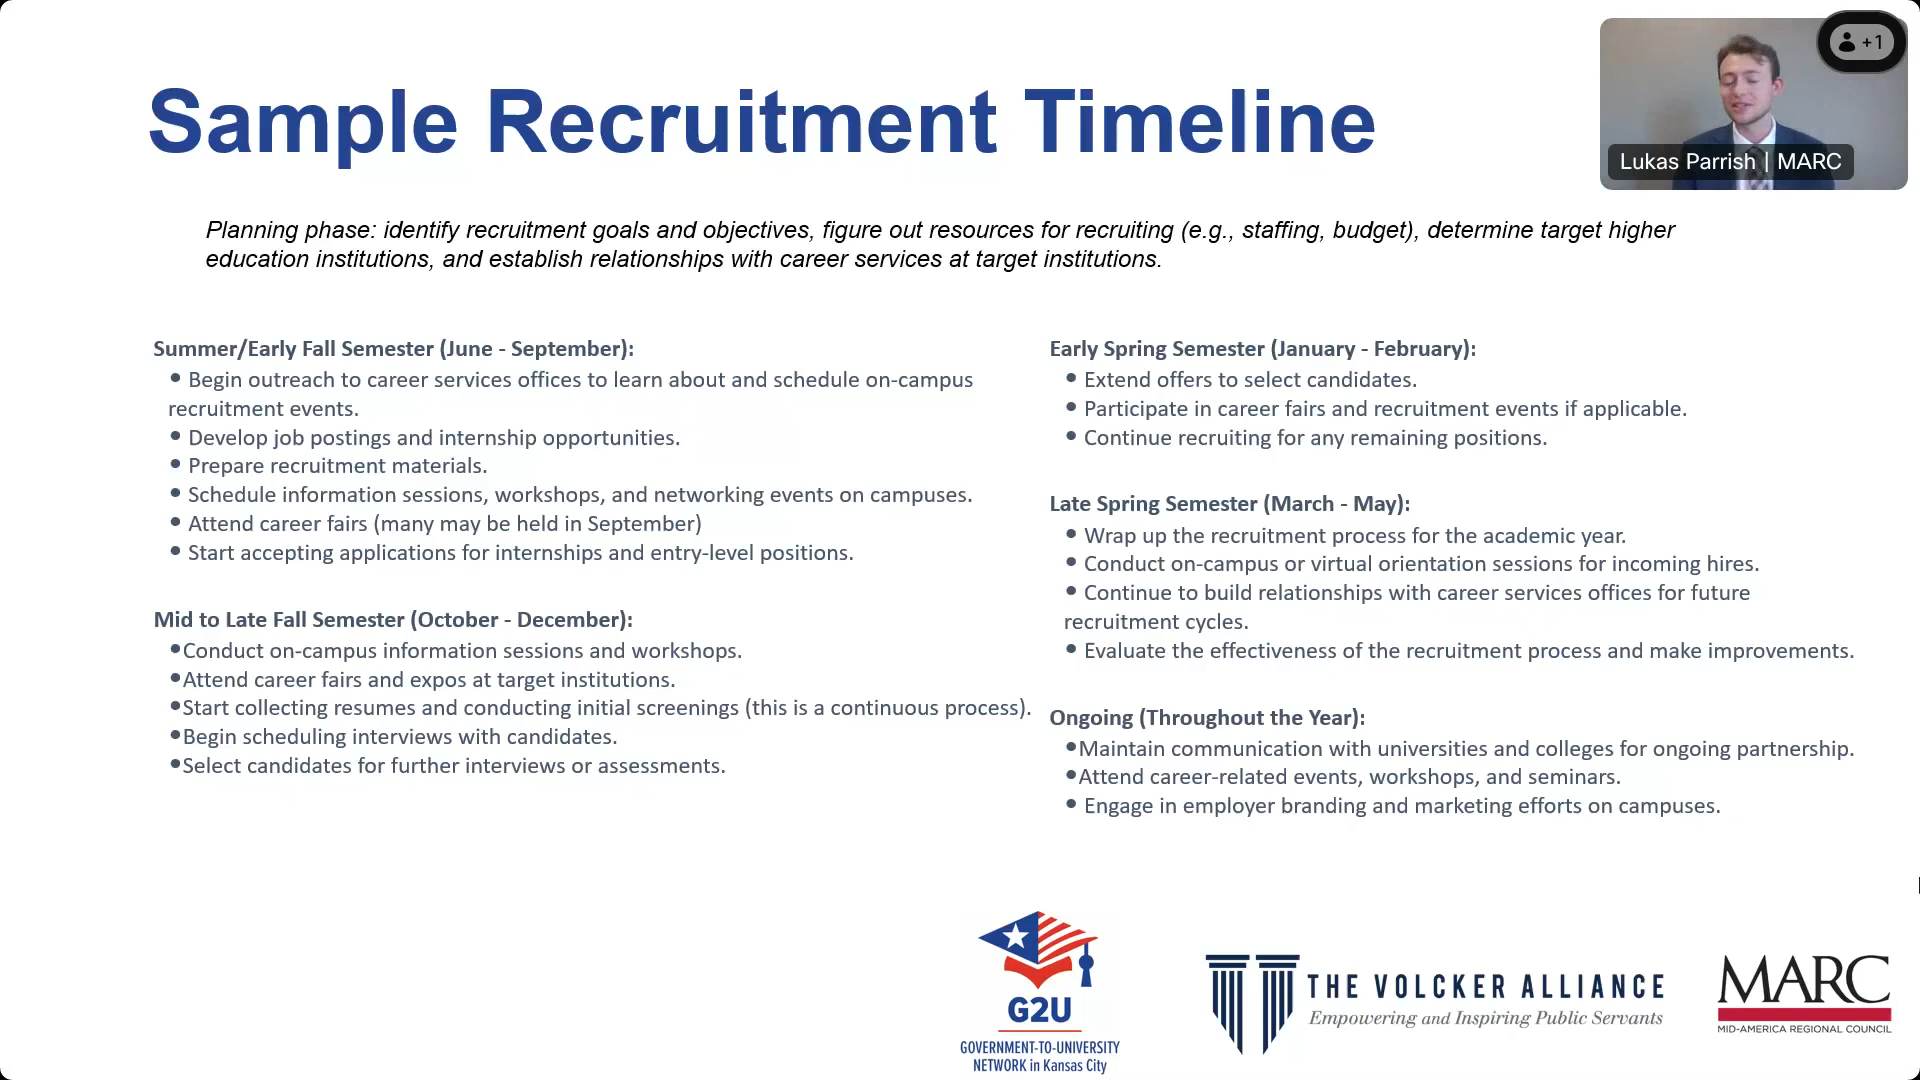 Sample Recruitment Timeline
+1
Lukas Parrish | MARC
Planning phase: identify recruitment goals and objectives, figure out resources for recruiting (e.g., staffing, budget), determine target higher
education institutions, and establish relationships with career services at target institutions.
Summer/Early Fall Semester (June - September):
• Begin outreach to career services offices to learn about and schedule on-campus
recruitment events.
• Develop job postings and internship opportunities.
• Prepare recruitment materials.
• Schedule information sessions, workshops, and networking events on campuses.
• Attend career fairs (many may be held in September)
• Start accepting applications for internships and entry-level positions.
Mid to Late Fall Semester (October - December):
•Conduct on-campus information sessions and workshops.
•Attend career fairs and expos at target institutions.
•Start collecting resumes and conducting initial screenings (this is a continuous process).
•Begin scheduling interviews with candidates.
•Select candidates for further interviews or assessments.
Early Spring Semester (January - February):
• Extend offers to select candidates.
• Participate in career fairs and recruitment events if applicable.
• Continue recruiting for any remaining positions.
Late Spring Semester (March - May):
• Wrap up the recruitment process for the academic year.
• Conduct on-campus or virtual orientation sessions for incoming hires.
• Continue to build relationships with career services offices for future
recruitment cycles.
• Evaluate the effectiveness of the recruitment process and make improvements.
Ongoing (Throughout the Year):
•Maintain communication with universities and colleges for ongoing partnership.
•Attend career-related events, workshops, and seminars.
• Engage in employer branding and marketing efforts on campuses.
G2U
GOVERNMENT-TO-UNIVERSITY
NETWORK in Kansas City
THE VOLCKER ALLIANCE
Empowering and Inspiring Public Servants
MARC
MID-AMERICA REGIONAL COUNCIL